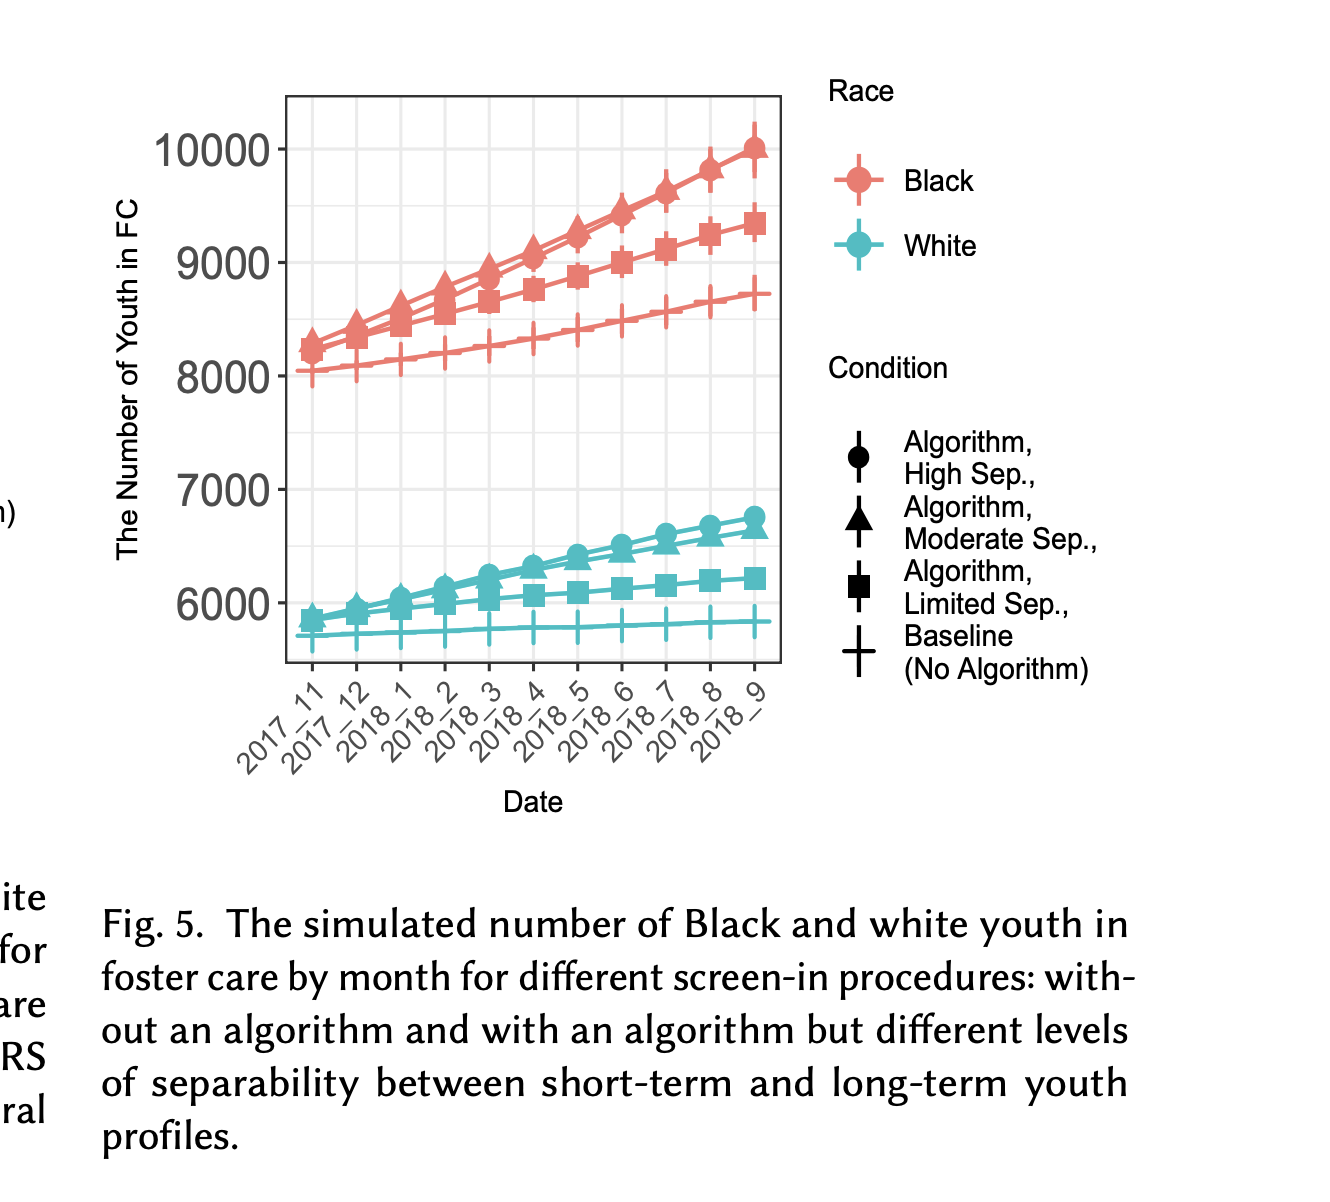 Race
10000
Black
9000
White
The Number of Youth in FC
8000
Condition
Algorithm,
High Sep.,
7000
Algorithm,
Moderate Sep.,
Algorithm,
Limited Sep.,
6000
Baseline
(No Algorithm)
2017_11
2017_12
2018_1
2018_2
2018_3
2018_4
2018_5
2018_6
2018_7
2018_8
2018_9
Date
n)
ite
for
are
RS
ral
Fig. 5. The simulated number of Black and white youth in
foster care by month for different screen-in procedures: with-
out an algorithm and with an algorithm but different levels
of separability between short-term and long-term youth
profiles.